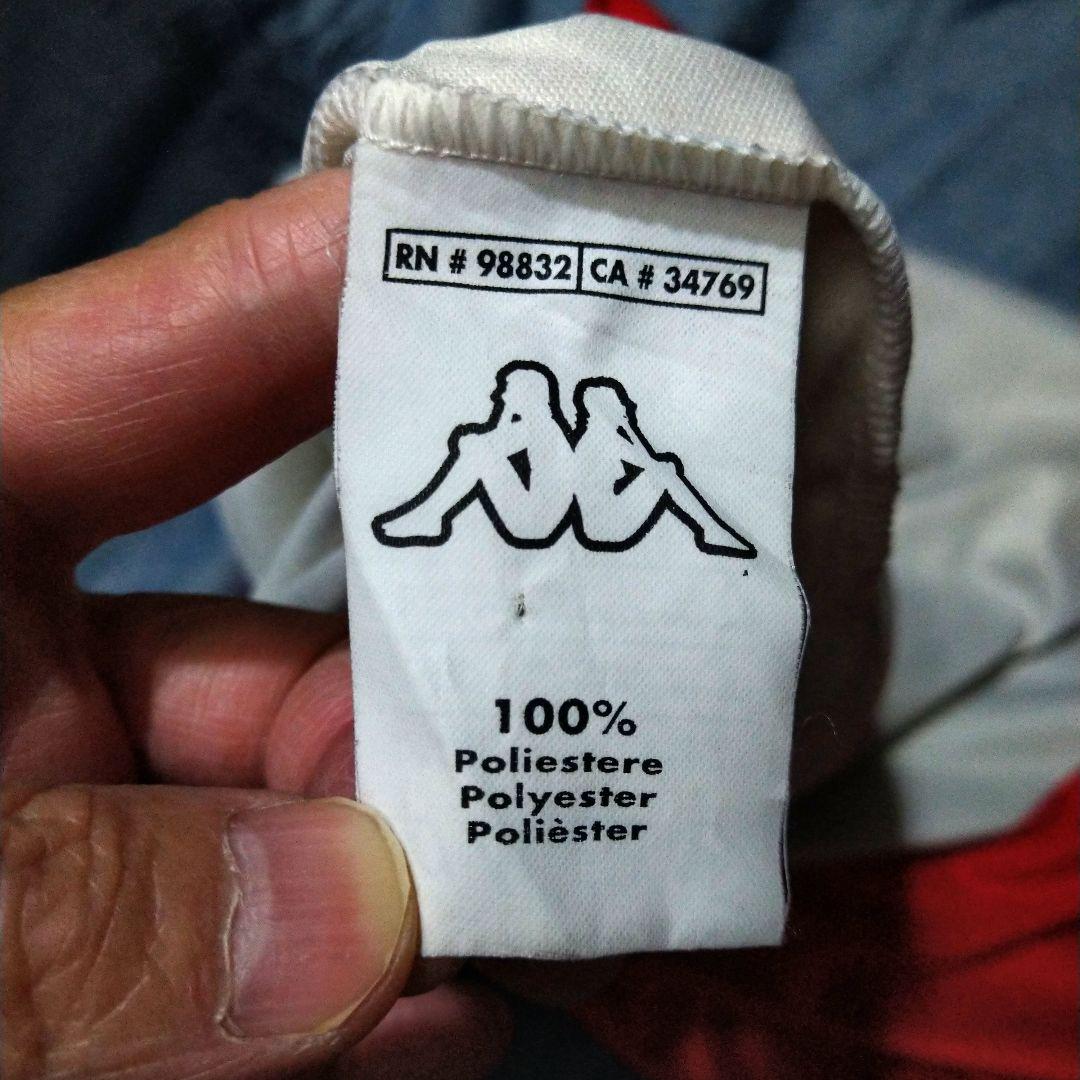 RN # 98832 CA # 34769
100%
Poliestere
Polyester
Polièster